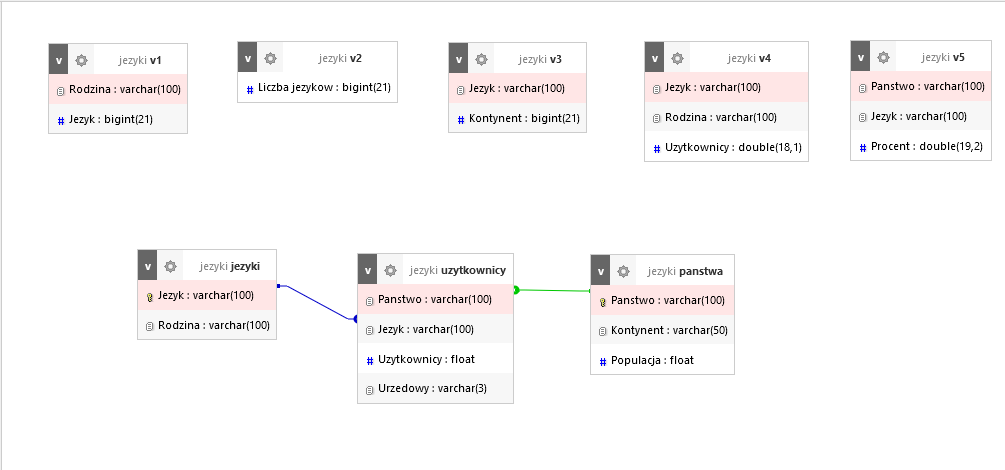 v jezyki v1
Rodzina : varchar(100)
# Jezyk : bigint(21)
v jezyki v2
# Liczba jezykow : bigint(21)
v jezyki v3
Jezyk : varchar(100)
# Kontynent : bigint(21)
v jezyki v4
Jezyk : varchar(100)
Rodzina : varchar(100)
# Uzytkownicy : double(18,1)
v jezyki v5
Panstwo : varchar(100)
Jezyk : varchar(100)
# Procent : double(19,2)
v jezyki jezyki
Jezyk : varchar(100)
Rodzina : varchar(100)
v jezyki uzytkownicy
Panstwo : varchar(100)
Jezyk : varchar(100)
# Uzytkownicy : float
Urzedowy : varchar(3)
v jezyki panstwa
Panstwo : varchar(100)
Kontynent : varchar(50)
# Populacja : float